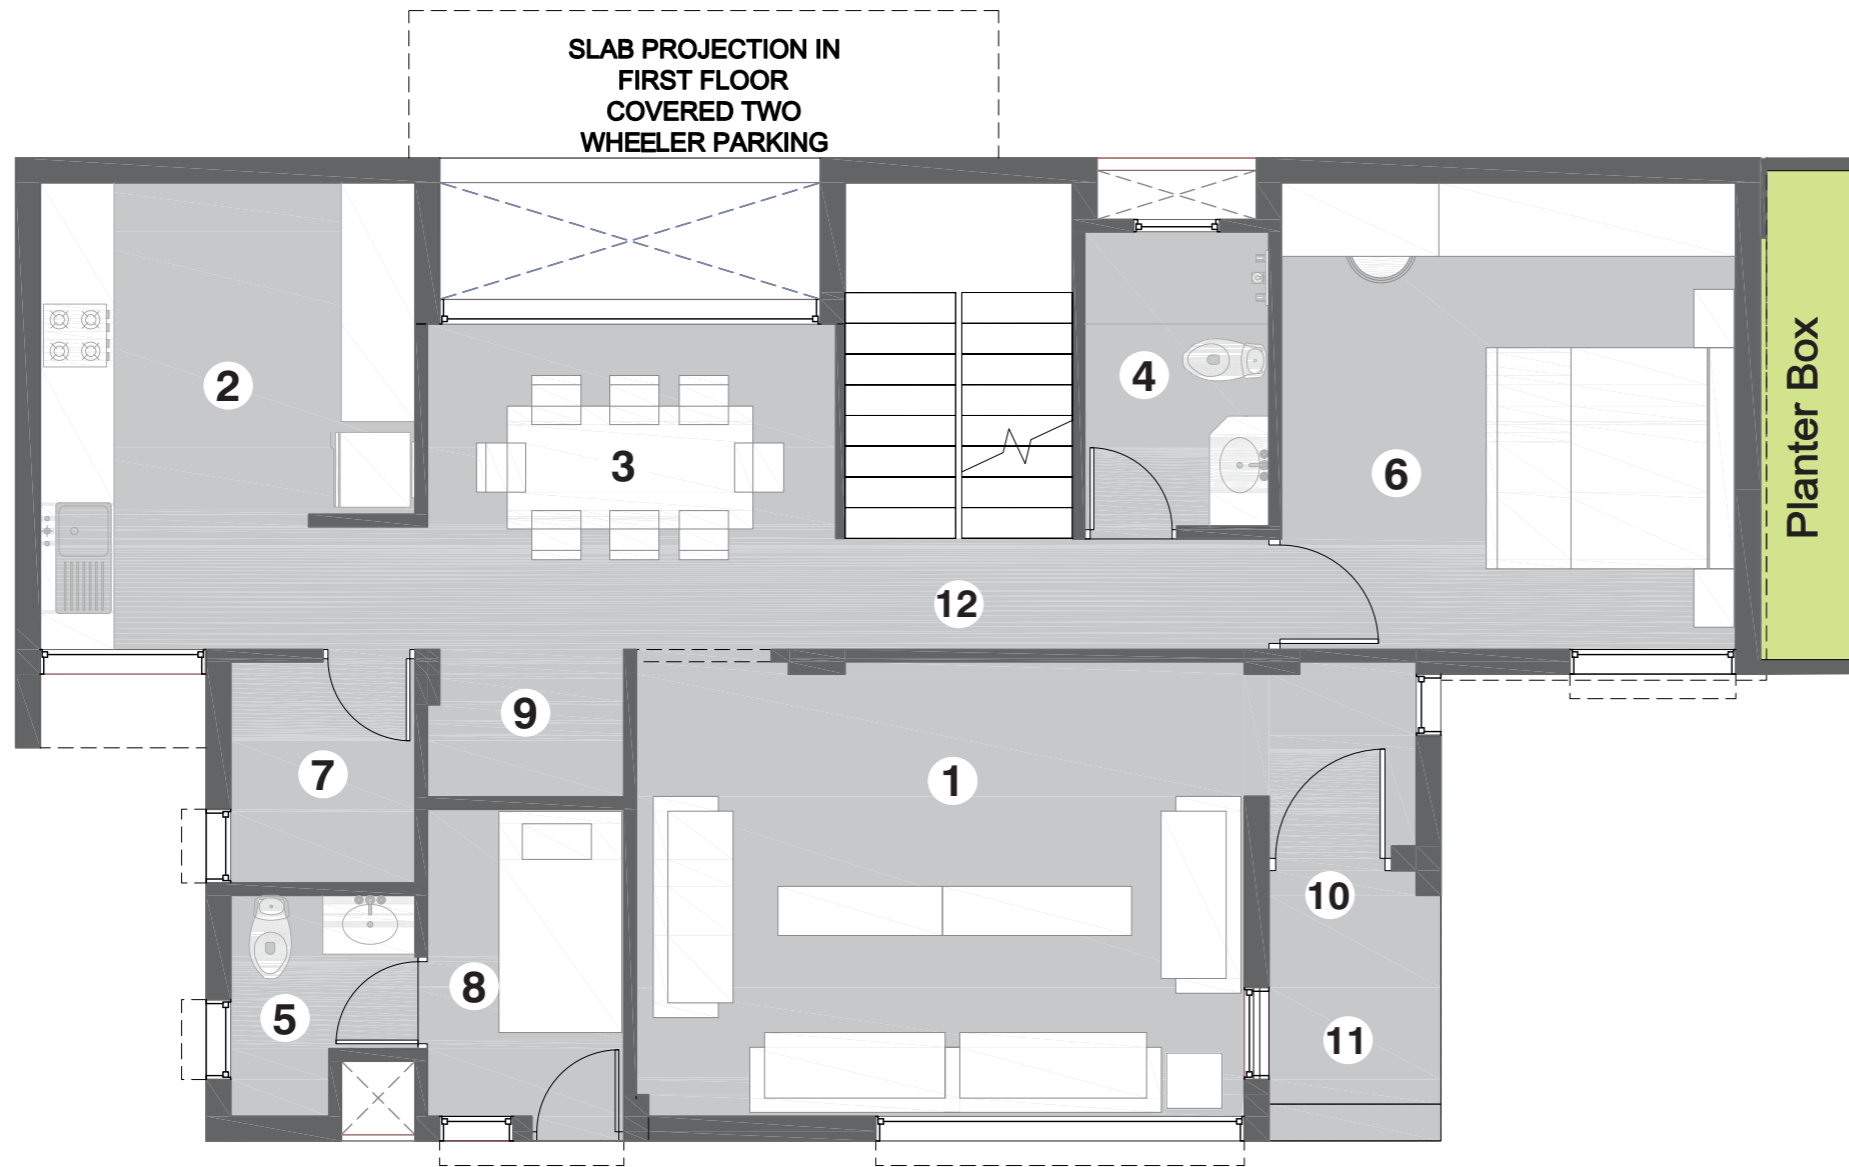 SLAB PROJECTION IN
FIRST FLOOR
COVERED TWO
WHEELER PARKING
2
3
4
6
Planter Box
12
9
7
1
10
8
5
11